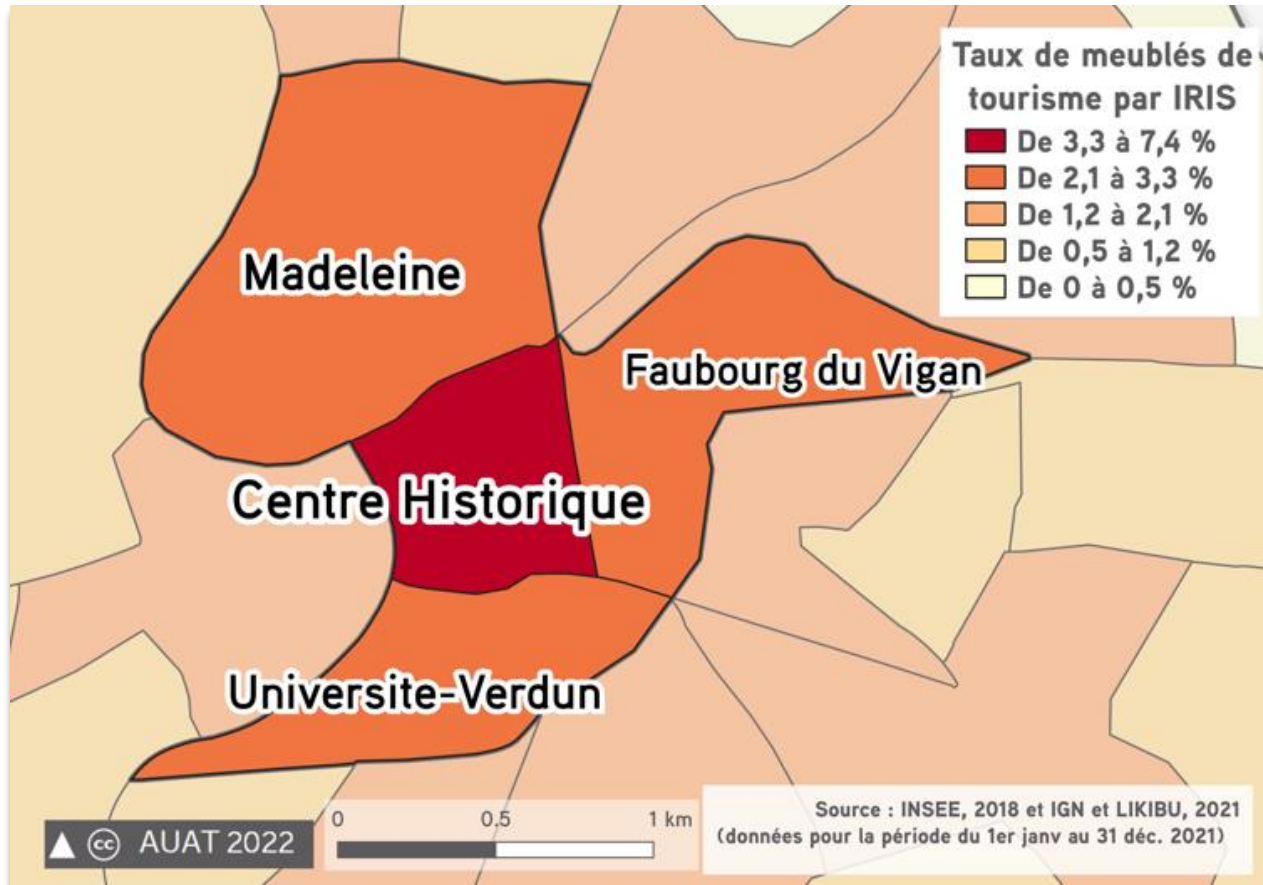 Taux de meublés de
tourisme par IRIS
De 3,3 à 7,4 %
De 2,1 à 3,3 %
De 1,2 à 2,1 %
De 0,5 à 1,2 %
De 0 à 0,5 %
Madeleine
Faubourg du Vigan
Centre Historique
Universite-Verdun
0 0,5 1 km
Source : INSEE, 2018 et IGN et LIKIBU, 2021
(données pour la période du 1er janv au 31 déc. 2021)
cc AUAT 2022